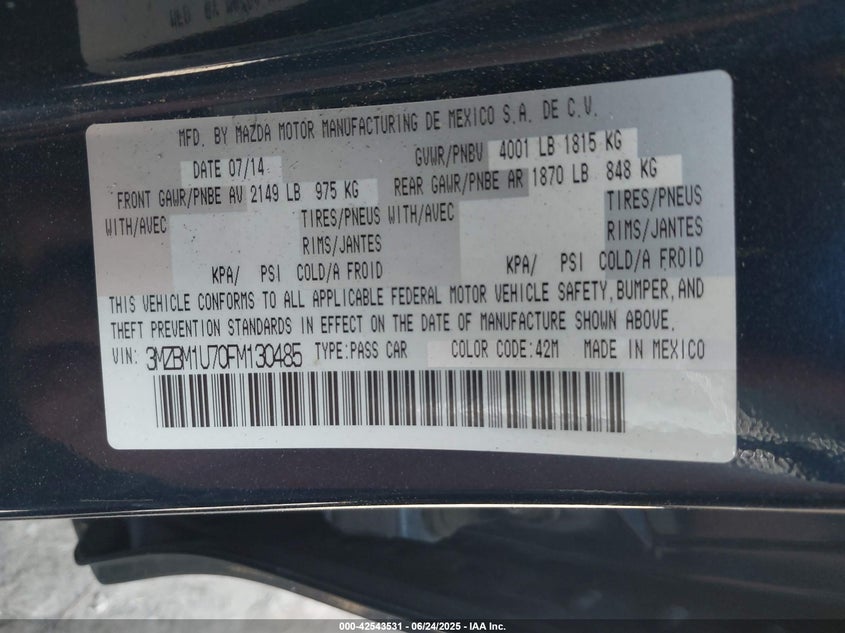 MFD. BY MAZDA MOTOR MANUFACTURING DE MEXICO S.A. DE C.V.
DATE 07/14 GVWR/PNBV 4001 LB 1815 KG
FRONT GAWR/PNBE AV 2149 LB 975 KG REAR GAWR/PNBE AR 1870 LB 848 KG
WITH/AVEC TIRES/PNEUS WITH/AVEC TIRES/PNEUS
RIMS/JANTES RIMS/JANTES
KPA/ PSI COLD/A FROID KPA/ PSI COLD/A FROID
THIS VEHICLE CONFORMS TO ALL APPLICABLE FEDERAL MOTOR VEHICLE SAFETY, BUMPER, AND
THEFT PREVENTION STANDARDS IN EFFECT ON THE DATE OF MANUFACTURE SHOWN ABOVE.
VIN: 3MZBM1U70FM130485 TYPE:PASS CAR COLOR CODE:42M MADE IN MEXICO
000-42543531 - 06/24/2025 - IAA Inc.